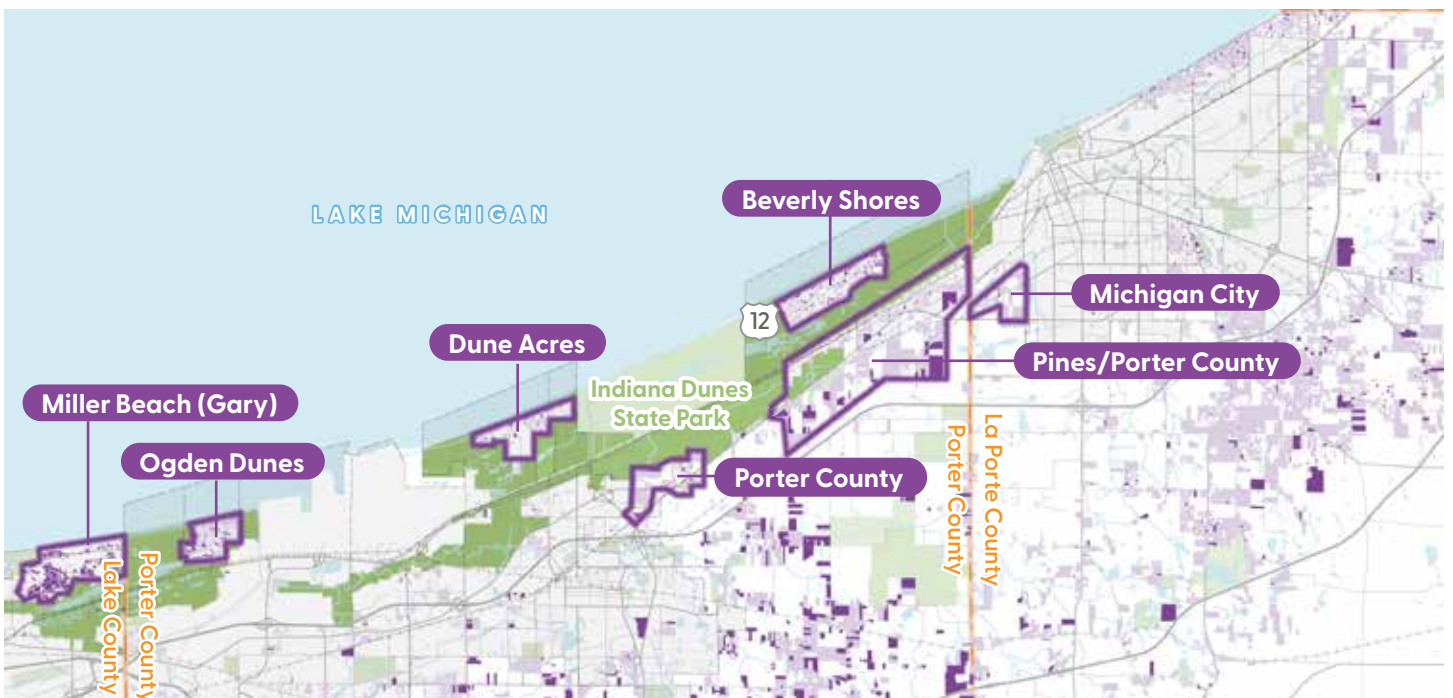 LAKE MICHIGAN
Beverly Shores
12
Michigan City
Dune Acres
Pines/Porter County
Indiana Dunes
State Park
Miller Beach (Gary)
Ogden Dunes
Porter County
La Porte County
Porter County
Porter County
Lake County